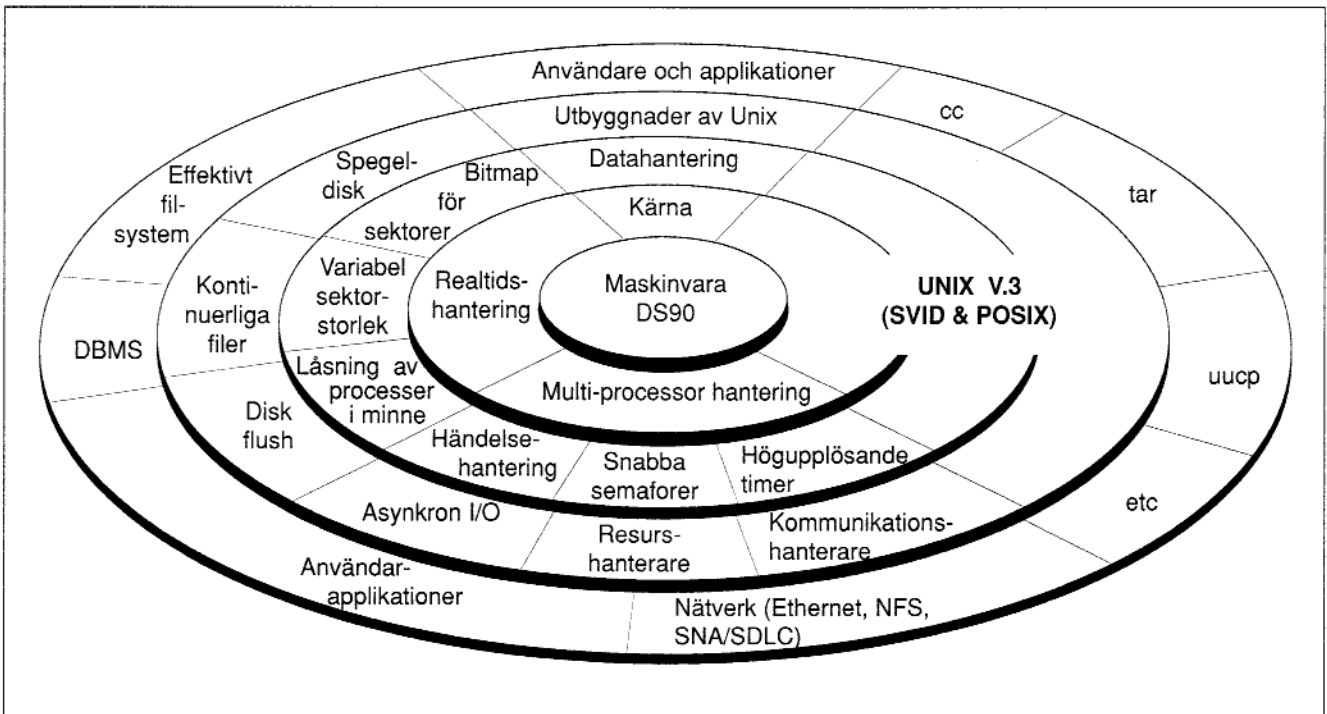 Användare och applikationer
cc
tar
uucp
etc
Utbyggnader av Unix
Datahantering
Kärna
Maskinvara
DS90
UNIX V.3
(SVID & POSIX)
Effektivt
fil-
system
DBMS
Spegel-
disk
Bitmap
för
sektorer
Konti-
nuerliga
filer
Variabel
sektor-
storlek
Realtids-
hantering
Låsning av
processer
i minne
Disk
flush
Multi-processor hantering
Händelse-
hantering
Snabba
semaforer
Högupplösande
timer
Asynkron I/O
Resurs-
hanterare
Kommunikations-
hanterare
Användar-
applikationer
Nätverk (Ethernet, NFS,
SNA/SDLC)